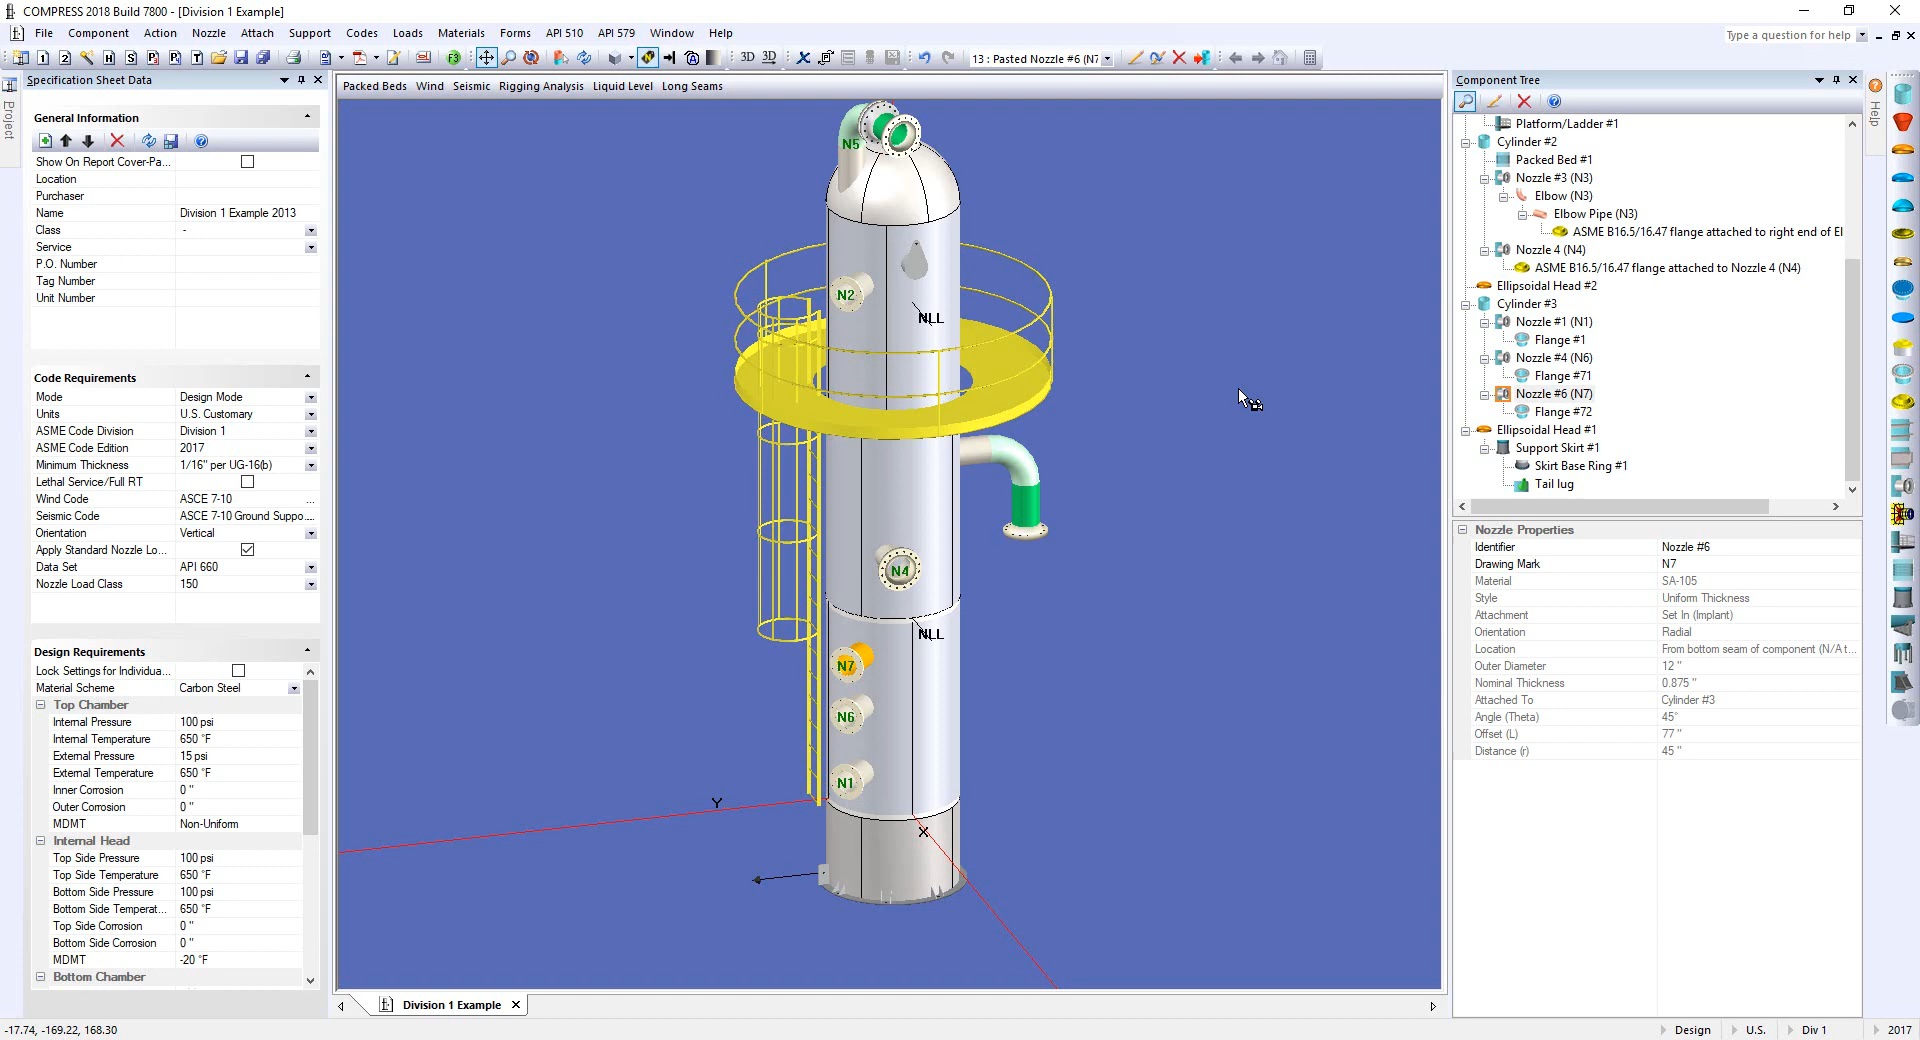 COMPRESS 2018 Build 7800 - [Division 1 Example]
File Component Action Nozzle Attach Support Codes Loads Materials Forms API 510 API 579 Window Help
Type a question for help
F3 3D 3D 13 : Pasted Nozzle #6 (N7
Project
Specification Sheet Data
General Information
Show On Report Cover-Pa...
Location
Purchaser
Name Division 1 Example 2013
Class -
Service
P.O. Number
Tag Number
Unit Number
Code Requirements
Mode Design Mode
Units U.S. Customary
ASME Code Division Division 1
ASME Code Edition 2017
Minimum Thickness 1/16" per UG-16(b)
Lethal Service/Full RT
Wind Code ASCE 7-10 ...
Seismic Code ASCE 7-10 Ground Suppo....
Orientation Vertical
Apply Standard Nozzle Lo...
Data Set API 660
Nozzle Load Class 150
Design Requirements
Lock Settings for Individua...
Material Scheme Carbon Steel
Top Chamber
Internal Pressure 100 psi
Internal Temperature 650 °F
External Pressure 15 psi
External Temperature 650 °F
Inner Corrosion 0 "
Outer Corrosion 0 "
MDMT Non-Uniform
Internal Head
Top Side Pressure 100 psi
Top Side Temperature 650 °F
Bottom Side Pressure 100 psi
Bottom Side Temperat... 650 °F
Top Side Corrosion 0 "
Bottom Side Corrosion 0 "
MDMT -20 °F
Bottom Chamber
Packed Beds Wind Seismic Rigging Analysis Liquid Level Long Seams
N5
N2
NLL
N4
NLL
N7
N6
N1
Y
X
Division 1 Example
Component Tree
Platform/Ladder #1
Cylinder #2
Packed Bed #1
Nozzle #3 (N3)
Elbow (N3)
Elbow Pipe (N3)
ASME B16.5/16.47 flange attached to right end of El
Nozzle 4 (N4)
ASME B16.5/16.47 flange attached to Nozzle 4 (N4)
Ellipsoidal Head #2
Cylinder #3
Nozzle #1 (N1)
Flange #1
Nozzle #4 (N6)
Flange #71
Nozzle #6 (N7)
Flange #72
Ellipsoidal Head #1
Support Skirt #1
Skirt Base Ring #1
Tail lug
Nozzle Properties
Identifier Nozzle #6
Drawing Mark N7
Material SA-105
Style Uniform Thickness
Attachment Set In (Implant)
Orientation Radial
Location From bottom seam of component (N/A t...
Outer Diameter 12 "
Nominal Thickness 0.875 "
Attached To Cylinder #3
Angle (Theta) 45°
Offset (L) 77 "
Distance (r) 45 "
Help
-17.74, -169.22, 168.30
Design U.S. Div 1 2017